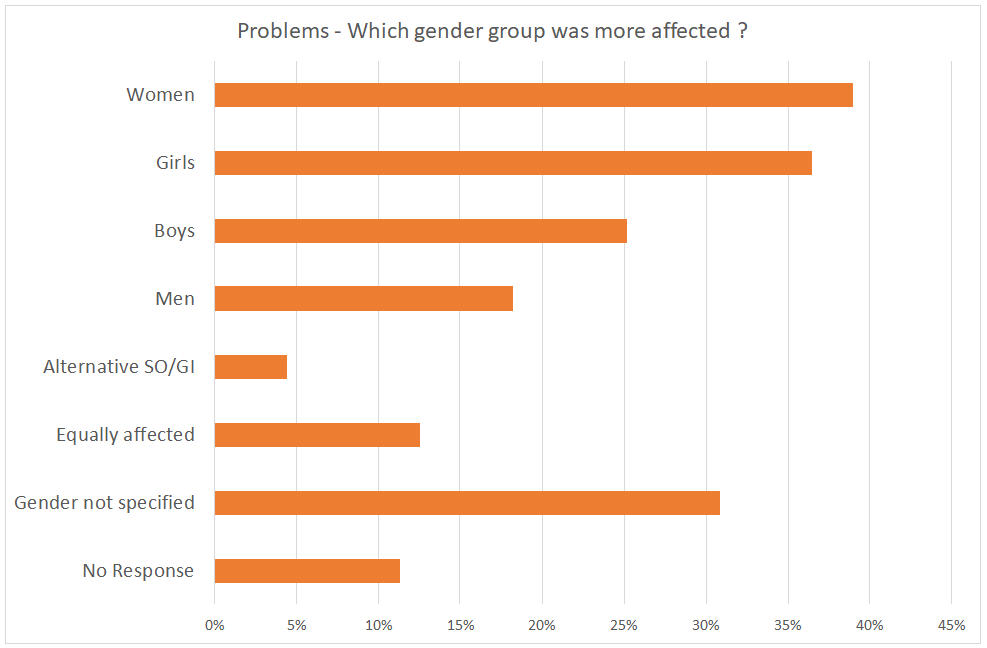 Problems - Which gender group was more affected ?
Women
Girls
Boys
Men
Alternative SO/GI
Equally affected
Gender not specified
No Response
0% 5% 10% 15% 20% 25% 30% 35% 40% 45%